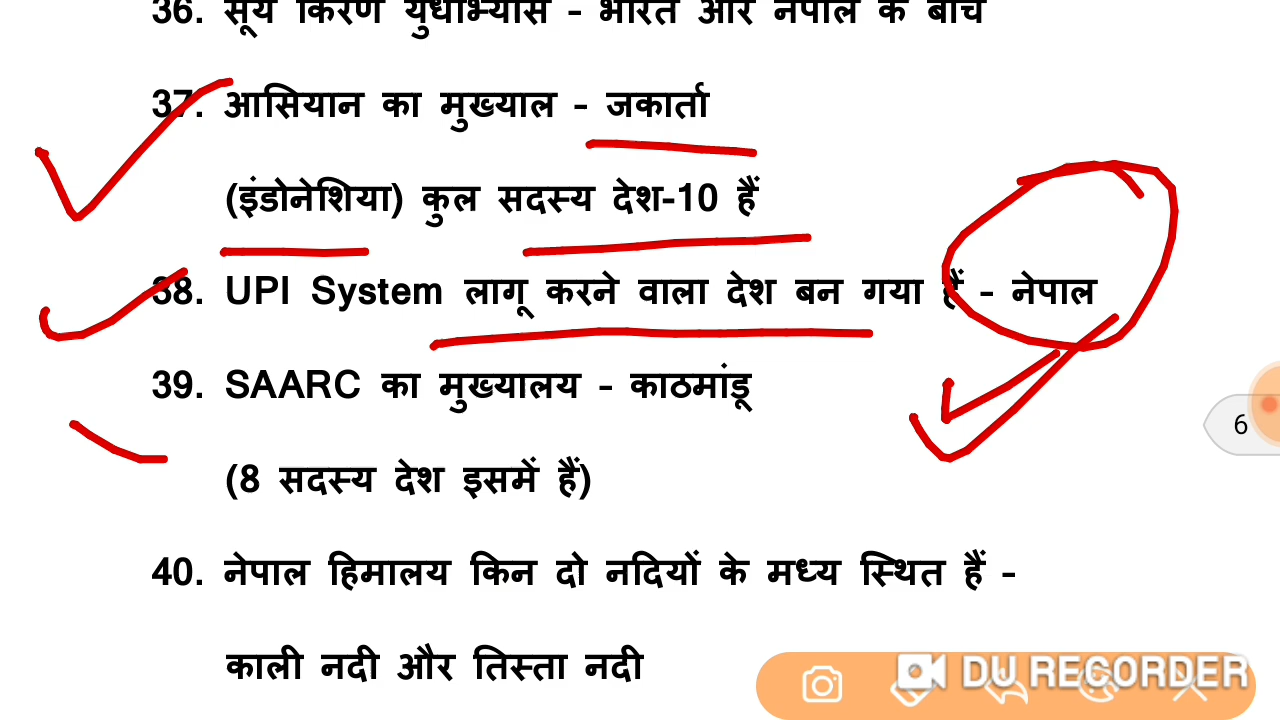 36. सूर्य किरण युधाभ्यास - भारत और नेपाल के बीच
37. आसियान का मुख्याल - जकार्ता
(इंडोनेशिया) कुल सदस्य देश-10 हैं
38. UPI System लागू करने वाला देश बन गया हैं - नेपाल
39. SAARC का मुख्यालय - काठमांडू
(8 सदस्य देश इसमें हैं)
6
40. नेपाल हिमालय किन दो नदियों के मध्य स्थित हैं -
काली नदी और तिस्ता नदी
DU RECORDER